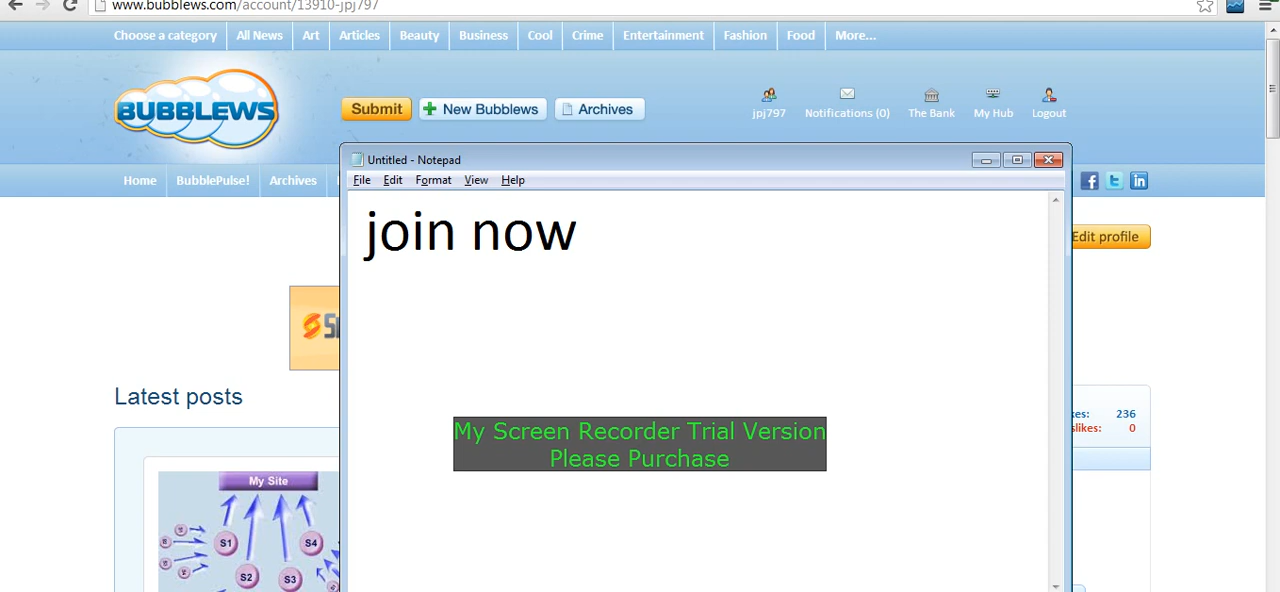 www.bubblews.com/account/13910-jpj797
Choose a category All News Art Articles Beauty Business Cool Crime Entertainment Fashion Food More...
BUBBLEWS
Submit New Bubblews Archives
jpj797 Notifications (0) The Bank My Hub Logout
Untitled - Notepad
File Edit Format View Help
Home BubblePulse! Archives
join now
Edit profile
Latest posts
236
0
My Screen Recorder Trial Version
Please Purchase
My Site
S1 S4
S2 S3